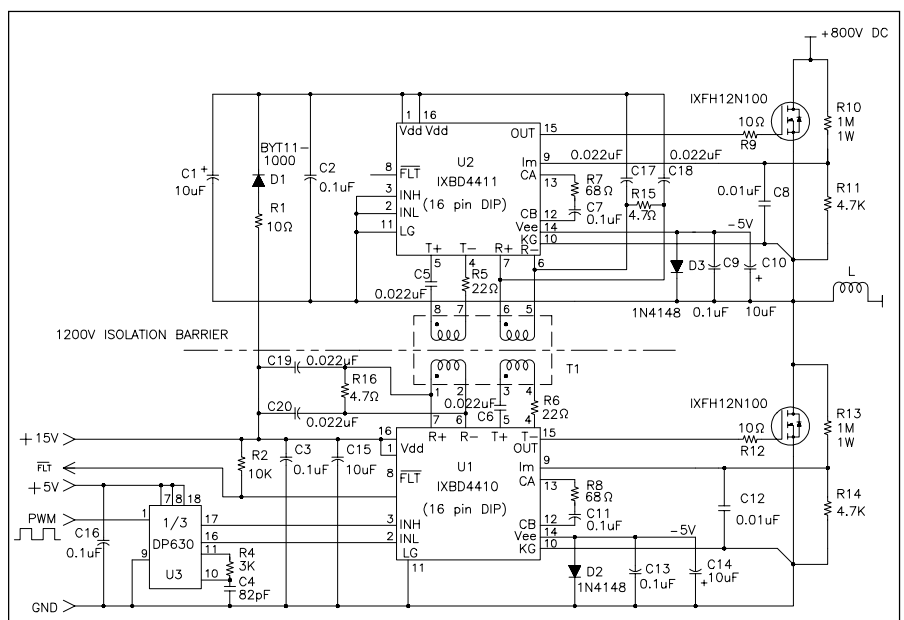 +800V DC
IXFH12N100
10Ω
R9
R10
1M
1W
1 16
Vdd Vdd
OUT 15
BYT11-
1000
D1
C1 +
10uF
C2
0.1uF
8 FLT
U2
IXBD4411
(16 pin DIP)
Im 9
CA 13
0.022uF 0.022uF
C17 C18
R7
68Ω
C7
0.1uF
R15
4.7Ω
0.01uF
C8
R11
4.7K
3 INH
2 INL
11 LG
R1
10Ω
CB 12
Vee 14
KG 10
-5V
T+ T- R+ R-
5 4 7 6
C5
0.022uF
R5
22Ω
D3
C9
C10
+
1N4148 0.1uF 10uF
L
8 7 6 5
1200V ISOLATION BARRIER
T1
C19 0.022uF
R16
4.7Ω
C20
0.022uF
1 2 3 4
0.022uF
C6
R6
22Ω
7 6 5 4
R+ R- T+ T-
IXFH12N100
10Ω
R12
R13
1M
1W
+15V
16
1
Vdd
OUT 15
FLT
R2
10K
C3
0.1uF
C15
10uF
8 FLT
U1
IXBD4410
(16 pin DIP)
Im 9
CA 13
R8
68Ω
C11
0.1uF
C12
0.01uF
R14
4.7K
+5V
7 8 18
PWM
1
1/3
DP630
U3
17
16
11
10
9
C16
0.1uF
3 INH
2 INL
LG
11
CB 12
Vee 14
KG 10
-5V
R4
3K
C4
82pF
D2
1N4148
C13
0.1uF
C14
+
10uF
GND